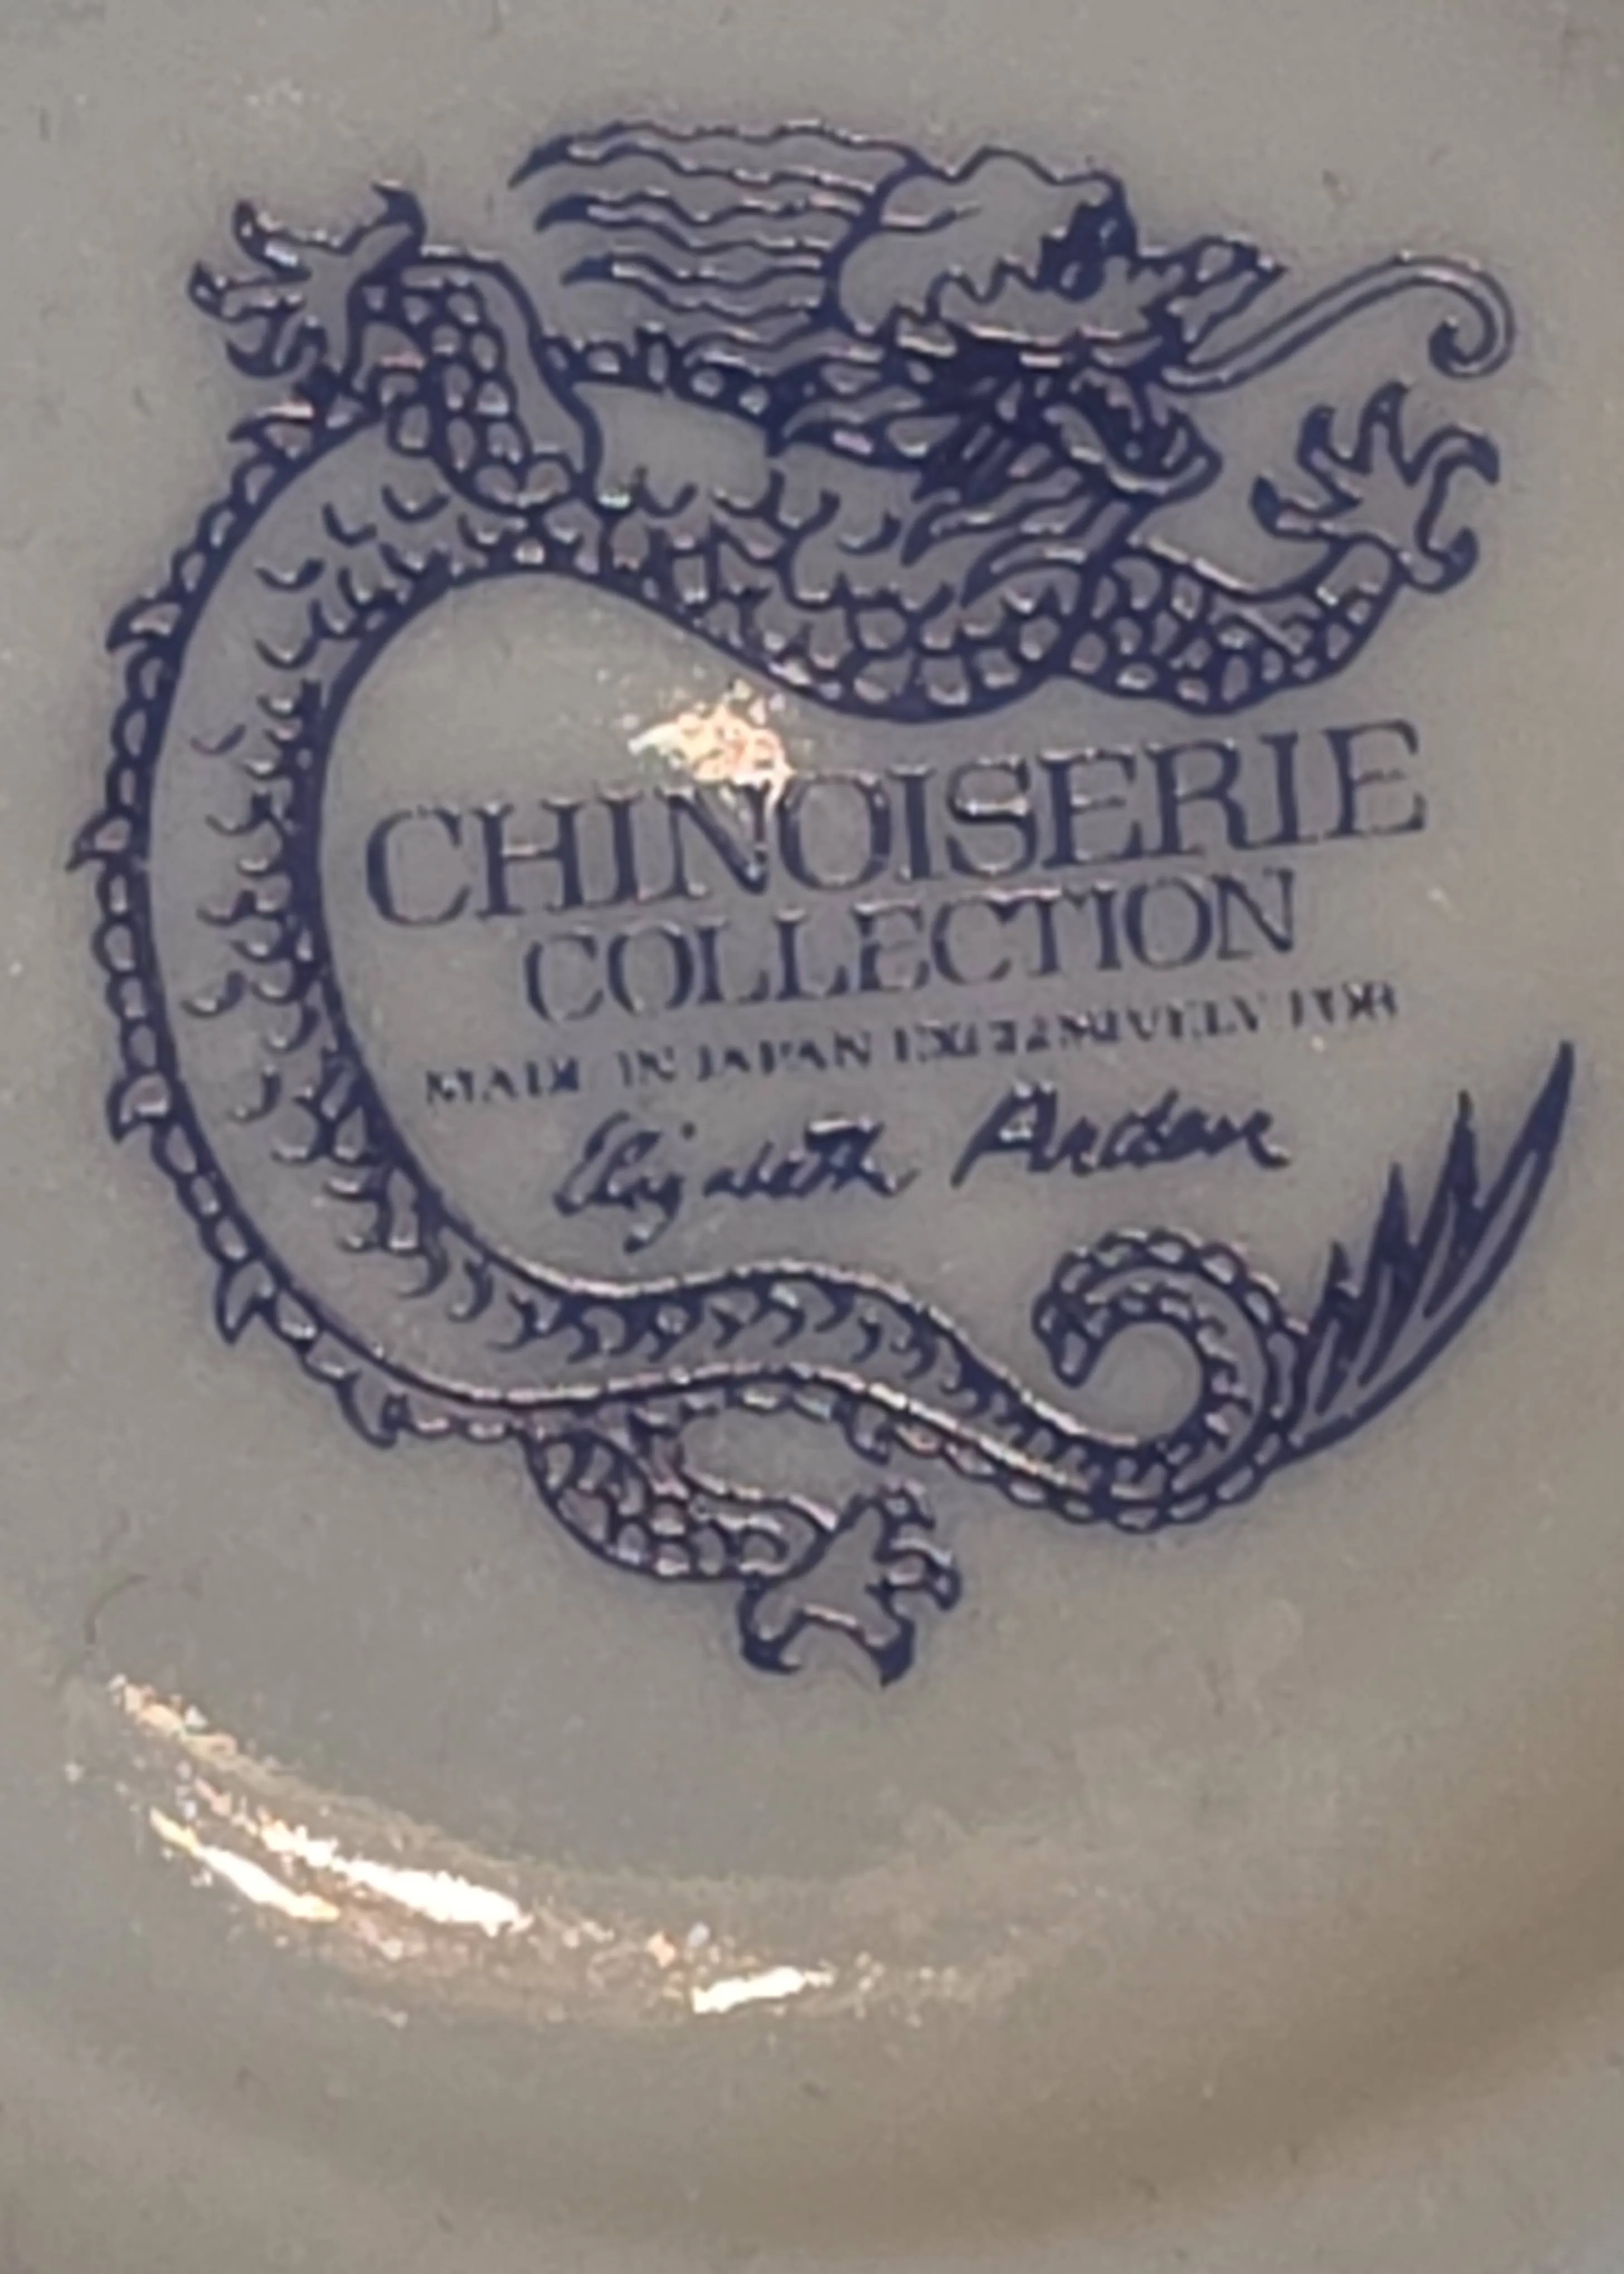 CHINOISERIE
COLLECTION
MADE IN JAPAN EXCLUSIVELY FOR
Elizabeth Arden